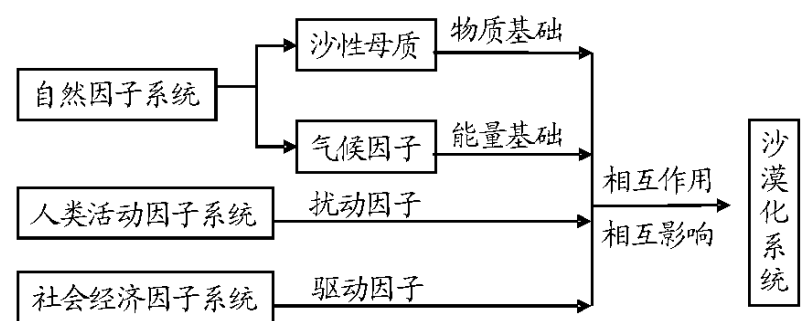 沙性母质 物质基础
自然因子系统
气候因子 能量基础
沙漠化系统
相互作用
人类活动因子系统 扰动因子
相互影响
社会经济因子系统 驱动因子